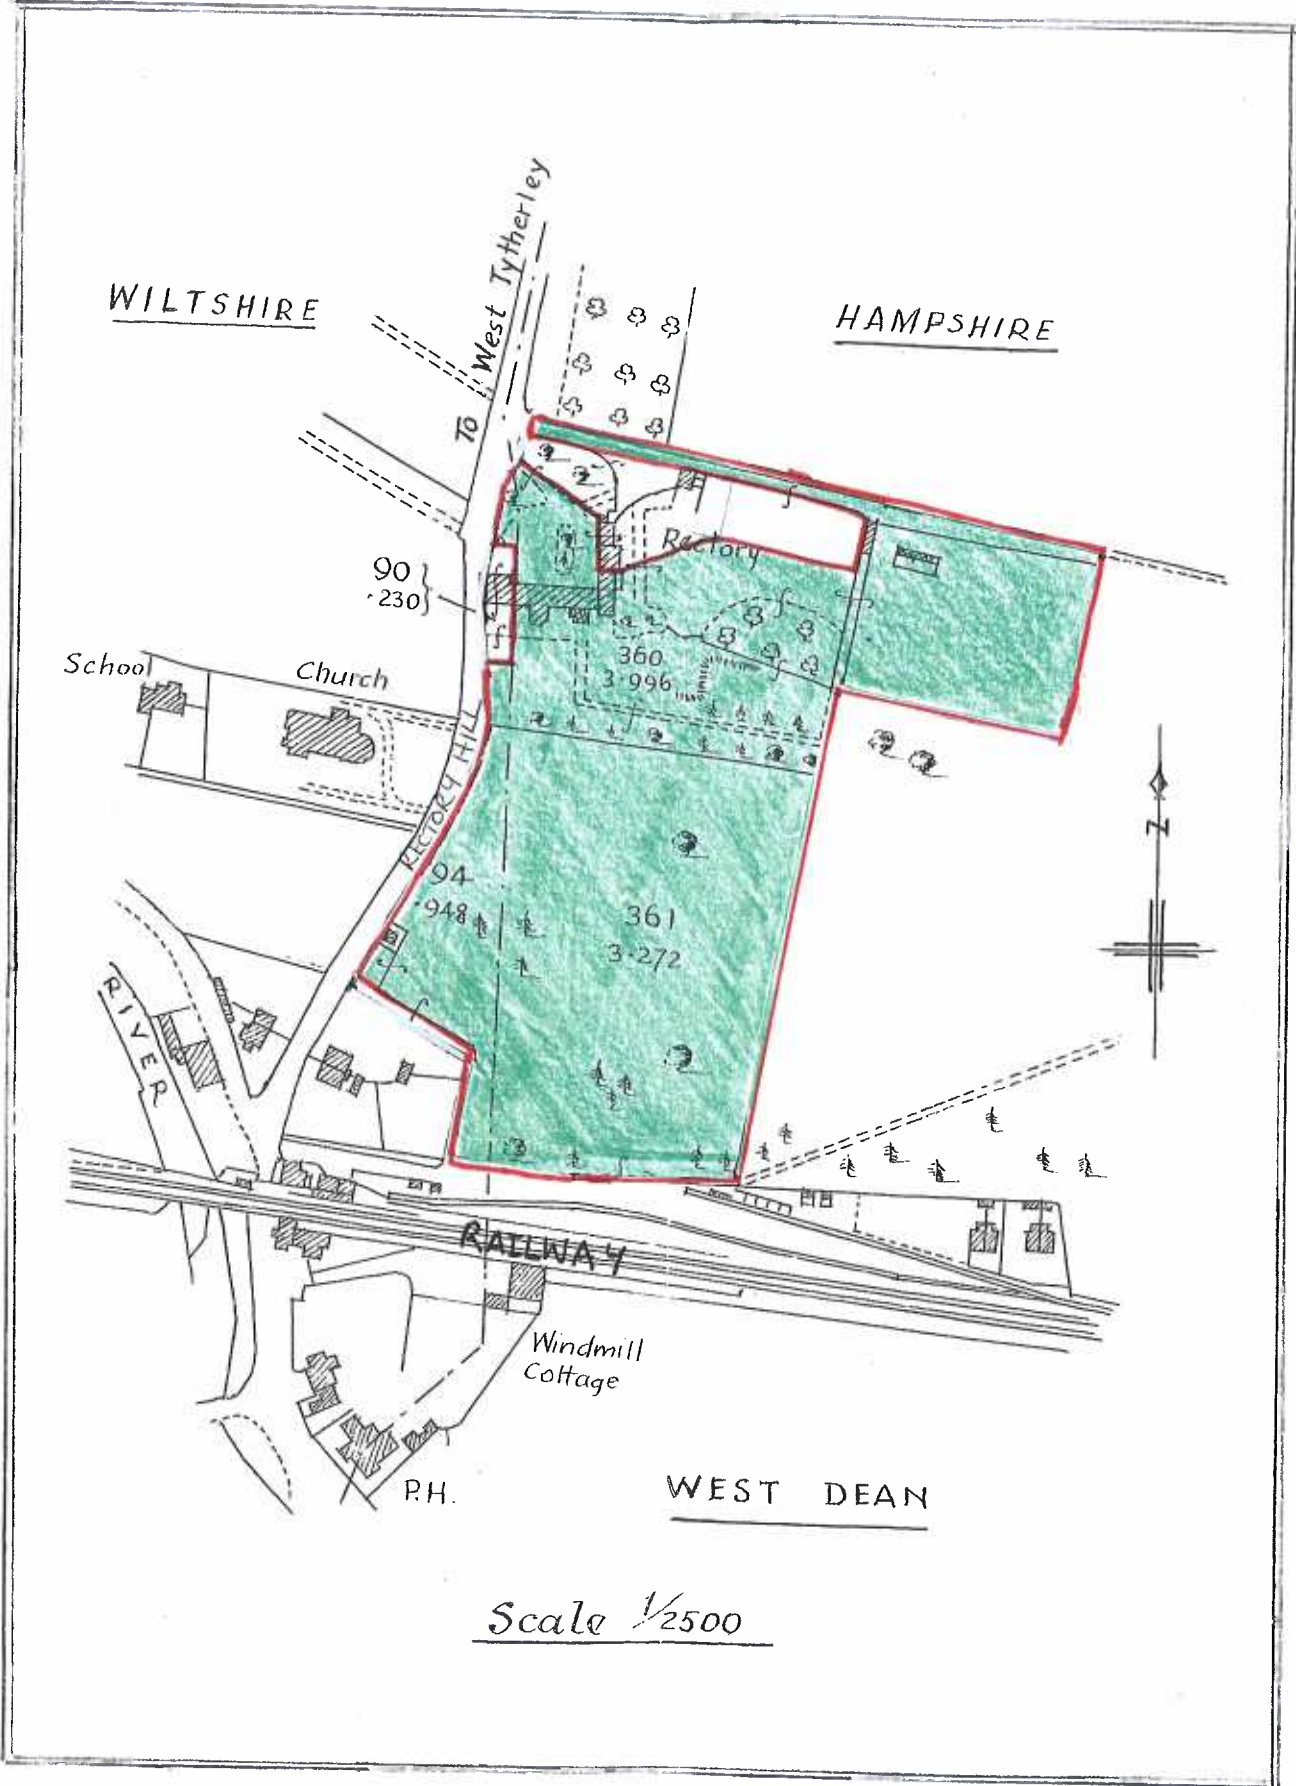 To West Tytherley
WILTSHIRE
HAMPSHIRE
Rectory
90
·230
School
Church
360
3·996
RECTORY HILL
N
94
·948
361
3·272
RIVER
RAILWAY
Windmill
Cottage
P.H.
WEST DEAN
Scale 1/2500